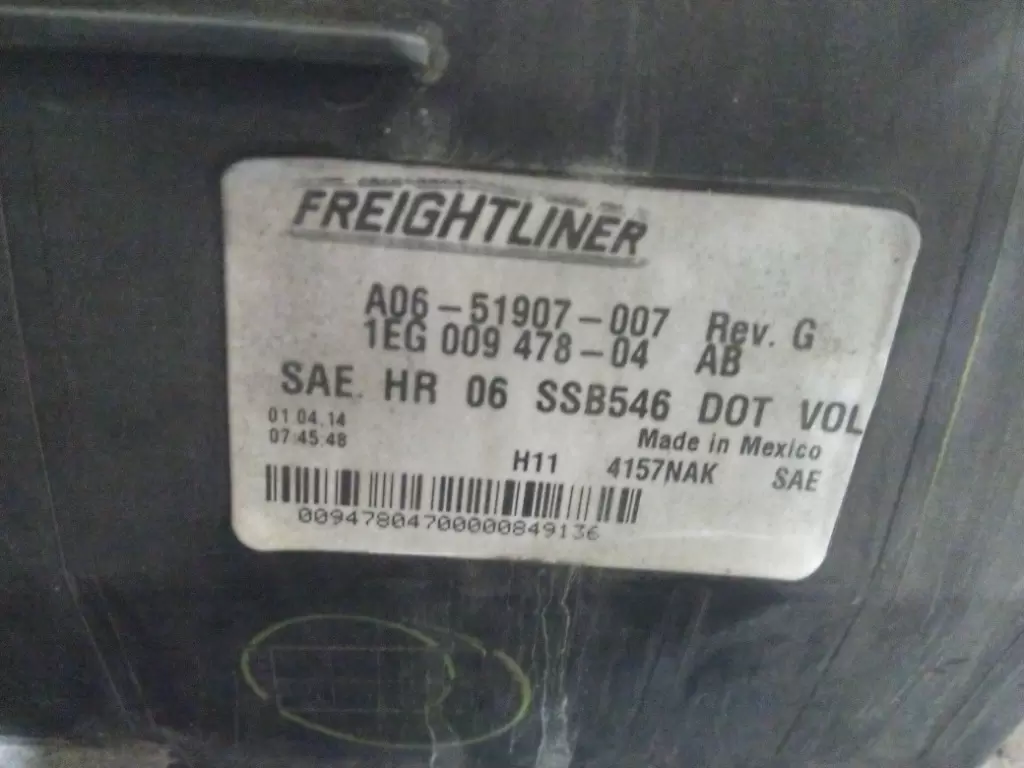 FREIGHTLINER
A06-51907-007 Rev. G
1EG 009 478-04 AB
SAE HR 06 SSB546 DOT VOL
01.04.14
07:45:48
Made in Mexico
H11 4157NAK SAE
00947804700000849136